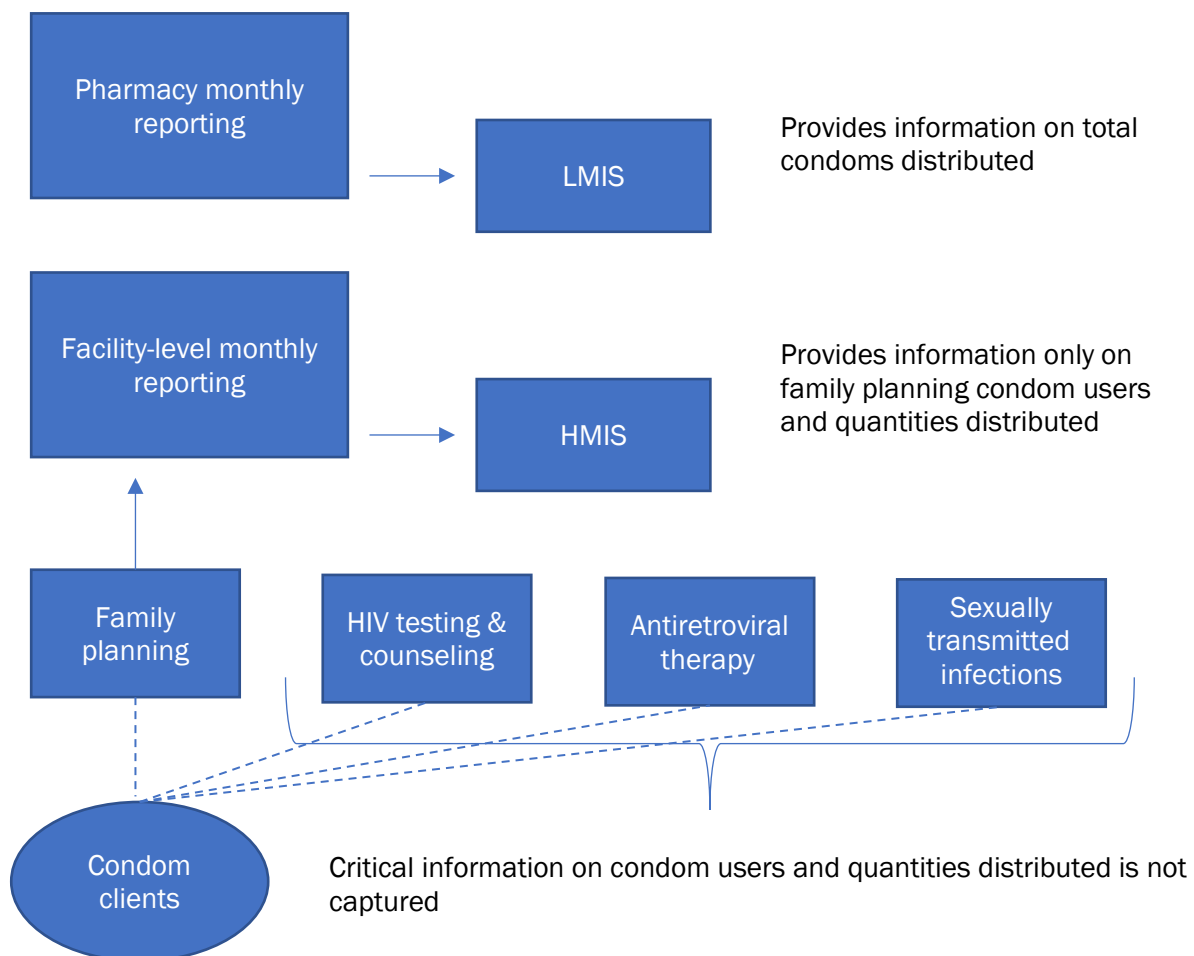 Pharmacy monthly
reporting
LMIS
Provides information on total
condoms distributed
Facility-level monthly
reporting
HMIS
Provides information only on
family planning condom users
and quantities distributed
Family
planning
HIV testing &
counseling
Antiretroviral
therapy
Sexually
transmitted
infections
Condom
clients
Critical information on condom users and quantities distributed is not
captured